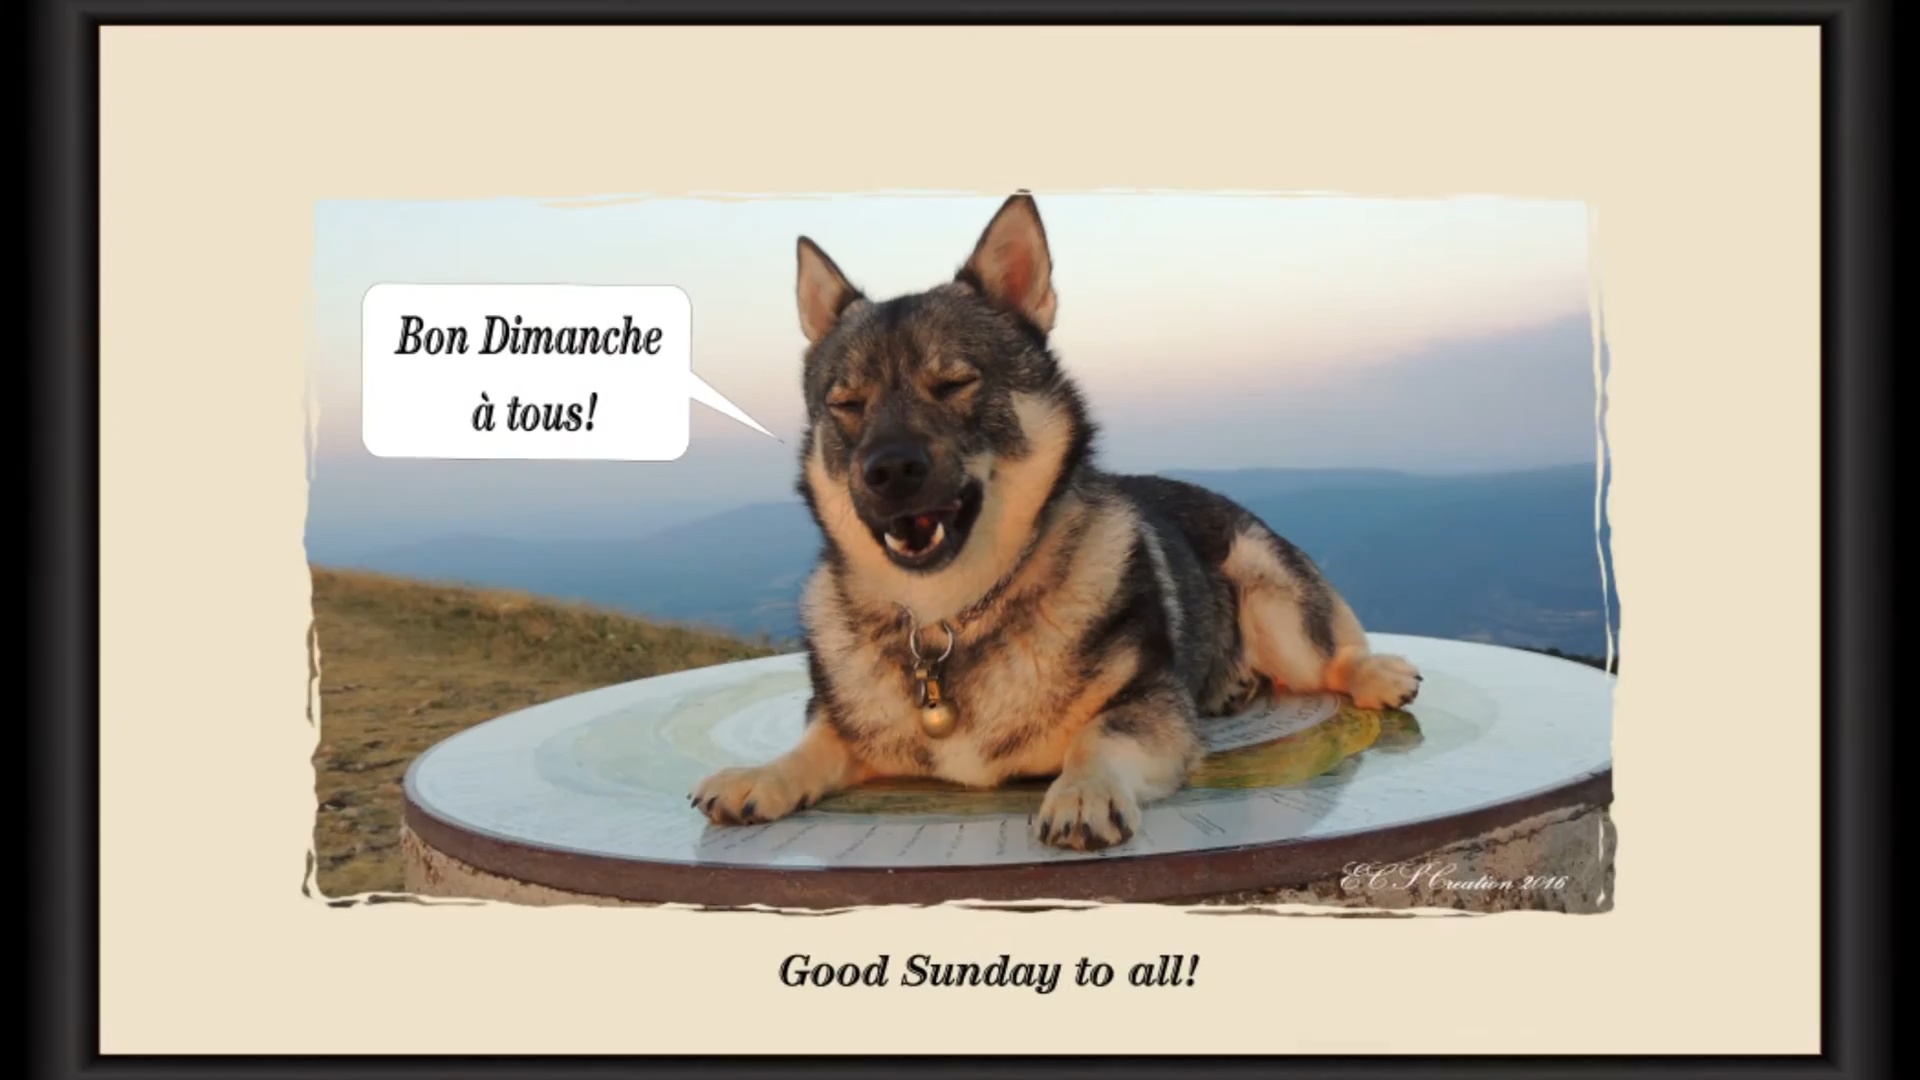 Bon Dimanche
à tous!
ECS Creation 2016
Good Sunday to all!